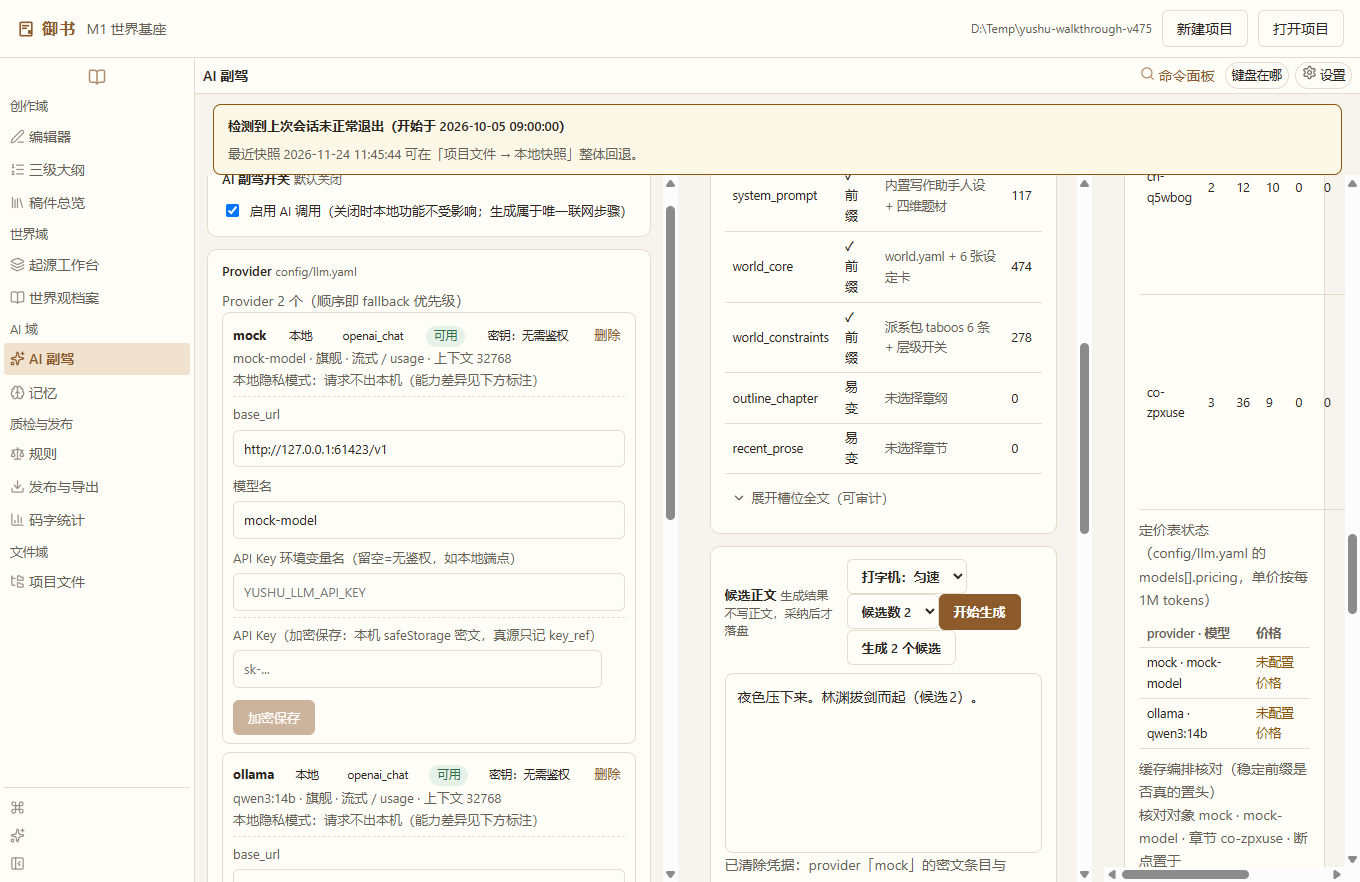 御书 M1 世界基座
D:\Temp\yushu-walkthrough-v475 新建项目 打开项目
创作域
编辑器
三级大纲
稿件总览
世界域
起源工作台
世界观档案
AI 域
AI 副驾
记忆
质检与发布
规则
发布与导出
码字统计
文件域
项目文件
AI 副驾
命令面板 键盘在哪 设置
检测到上次会话未正常退出（开始于 2026-10-05 09:00:00）
最近快照 2026-11-24 11:45:44 可在「项目文件 → 本地快照」整体回退。
AI 副驾开关 默认关闭
启用 AI 调用（关闭时本地功能不受影响；生成属于唯一联网步骤）
Provider config/llm.yaml
Provider 2 个（顺序即 fallback 优先级）
mock 本地 openai_chat 可用 密钥：无需鉴权 删除
mock-model · 旗舰 · 流式 / usage · 上下文 32768
本地隐私模式：请求不出本机（能力差异见下方标注）
base_url
http://127.0.0.1:61423/v1
模型名
mock-model
API Key 环境变量名（留空=无鉴权，如本地端点）
YUSHU_LLM_API_KEY
API Key（加密保存：本机 safeStorage 密文，真源只记 key_ref）
sk-...
加密保存
ollama 本地 openai_chat 可用 密钥：无需鉴权 删除
qwen3:14b · 旗舰 · 流式 / usage · 上下文 32768
本地隐私模式：请求不出本机（能力差异见下方标注）
base_url
system_prompt ✓ 前缀 内置写作助手人设 + 四维题材 117
world_core ✓ 前缀 world.yaml + 6 张设定卡 474
world_constraints ✓ 前缀 派系包 taboos 6 条 + 层级开关 278
outline_chapter 易变 未选择章纲 0
recent_prose 易变 未选择章节 0
展开槽位全文（可审计）
候选正文 生成结果不写正文，采纳后才落盘
打字机：匀速
候选数 2 开始生成
生成 2 个候选
夜色压下来。林渊拔剑而起（候选2）。
已清除凭据：provider「mock」的密文条目与
ch-q5wbog 2 12 10 0 0
co-zpxuse 3 36 9 0 0
定价表状态
（config/llm.yaml 的
models[].pricing，单价按每
1M tokens）
provider · 模型 价格
mock · mock-model 未配置价格
ollama · qwen3:14b 未配置价格
缓存编排核对（稳定前缀是
否真的置头）
核对对象 mock · mock-
model · 章节 co-zpxuse · 断
点置于